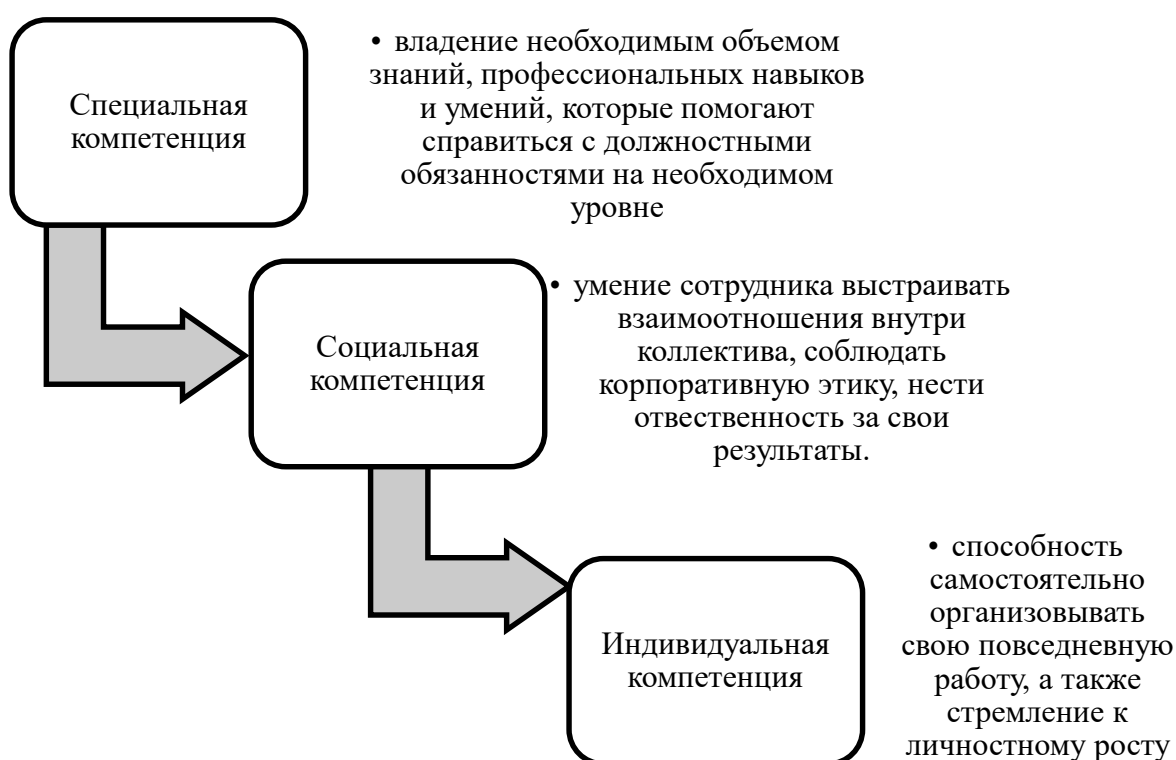 Специальная
компетенция
• владение необходимым объемом
знаний, профессиональных навыков
и умений, которые помогают
справиться с должностными
обязанностями на необходимом
уровне
Социальная
компетенция
• умение сотрудника выстраивать
взаимоотношения внутри
коллектива, соблюдать
корпоративную этику, нести
отвественность за свои
результаты.
Индивидуальная
компетенция
• способность
самостоятельно
организовывать
свою повседневную
работу, а также
стремление к
личностному росту